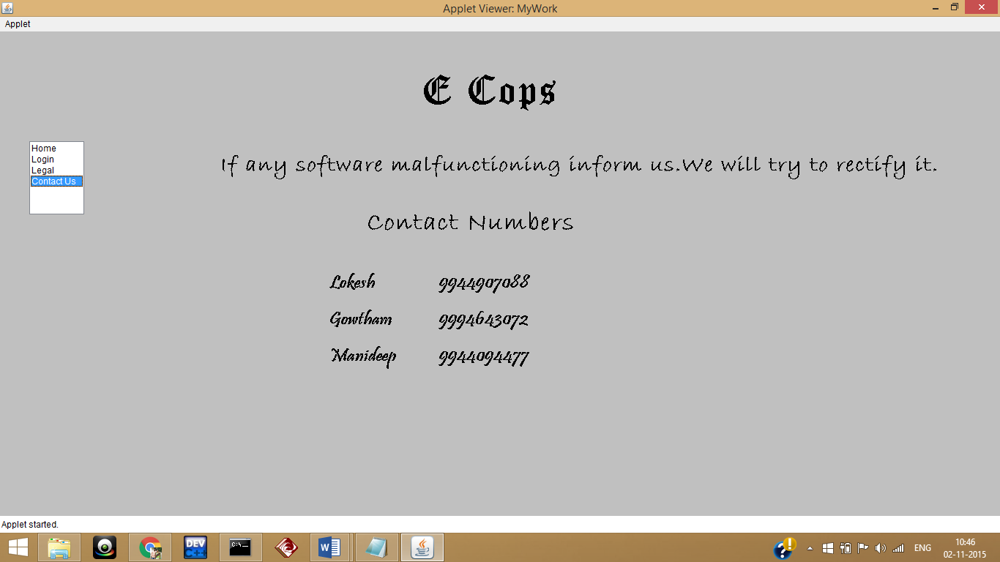 Applet Viewer: MyWork
Applet
E Cops
Home
Login
Legal
Contact Us
If any software malfunctioning inform us.We will try to rectify it.
Contact Numbers
Lokesh 9944907088
Gowtham 9994643072
Manideep 9944094477
Applet started.
DEV C++
C:\_
W
ENG
10:46
02-11-2015